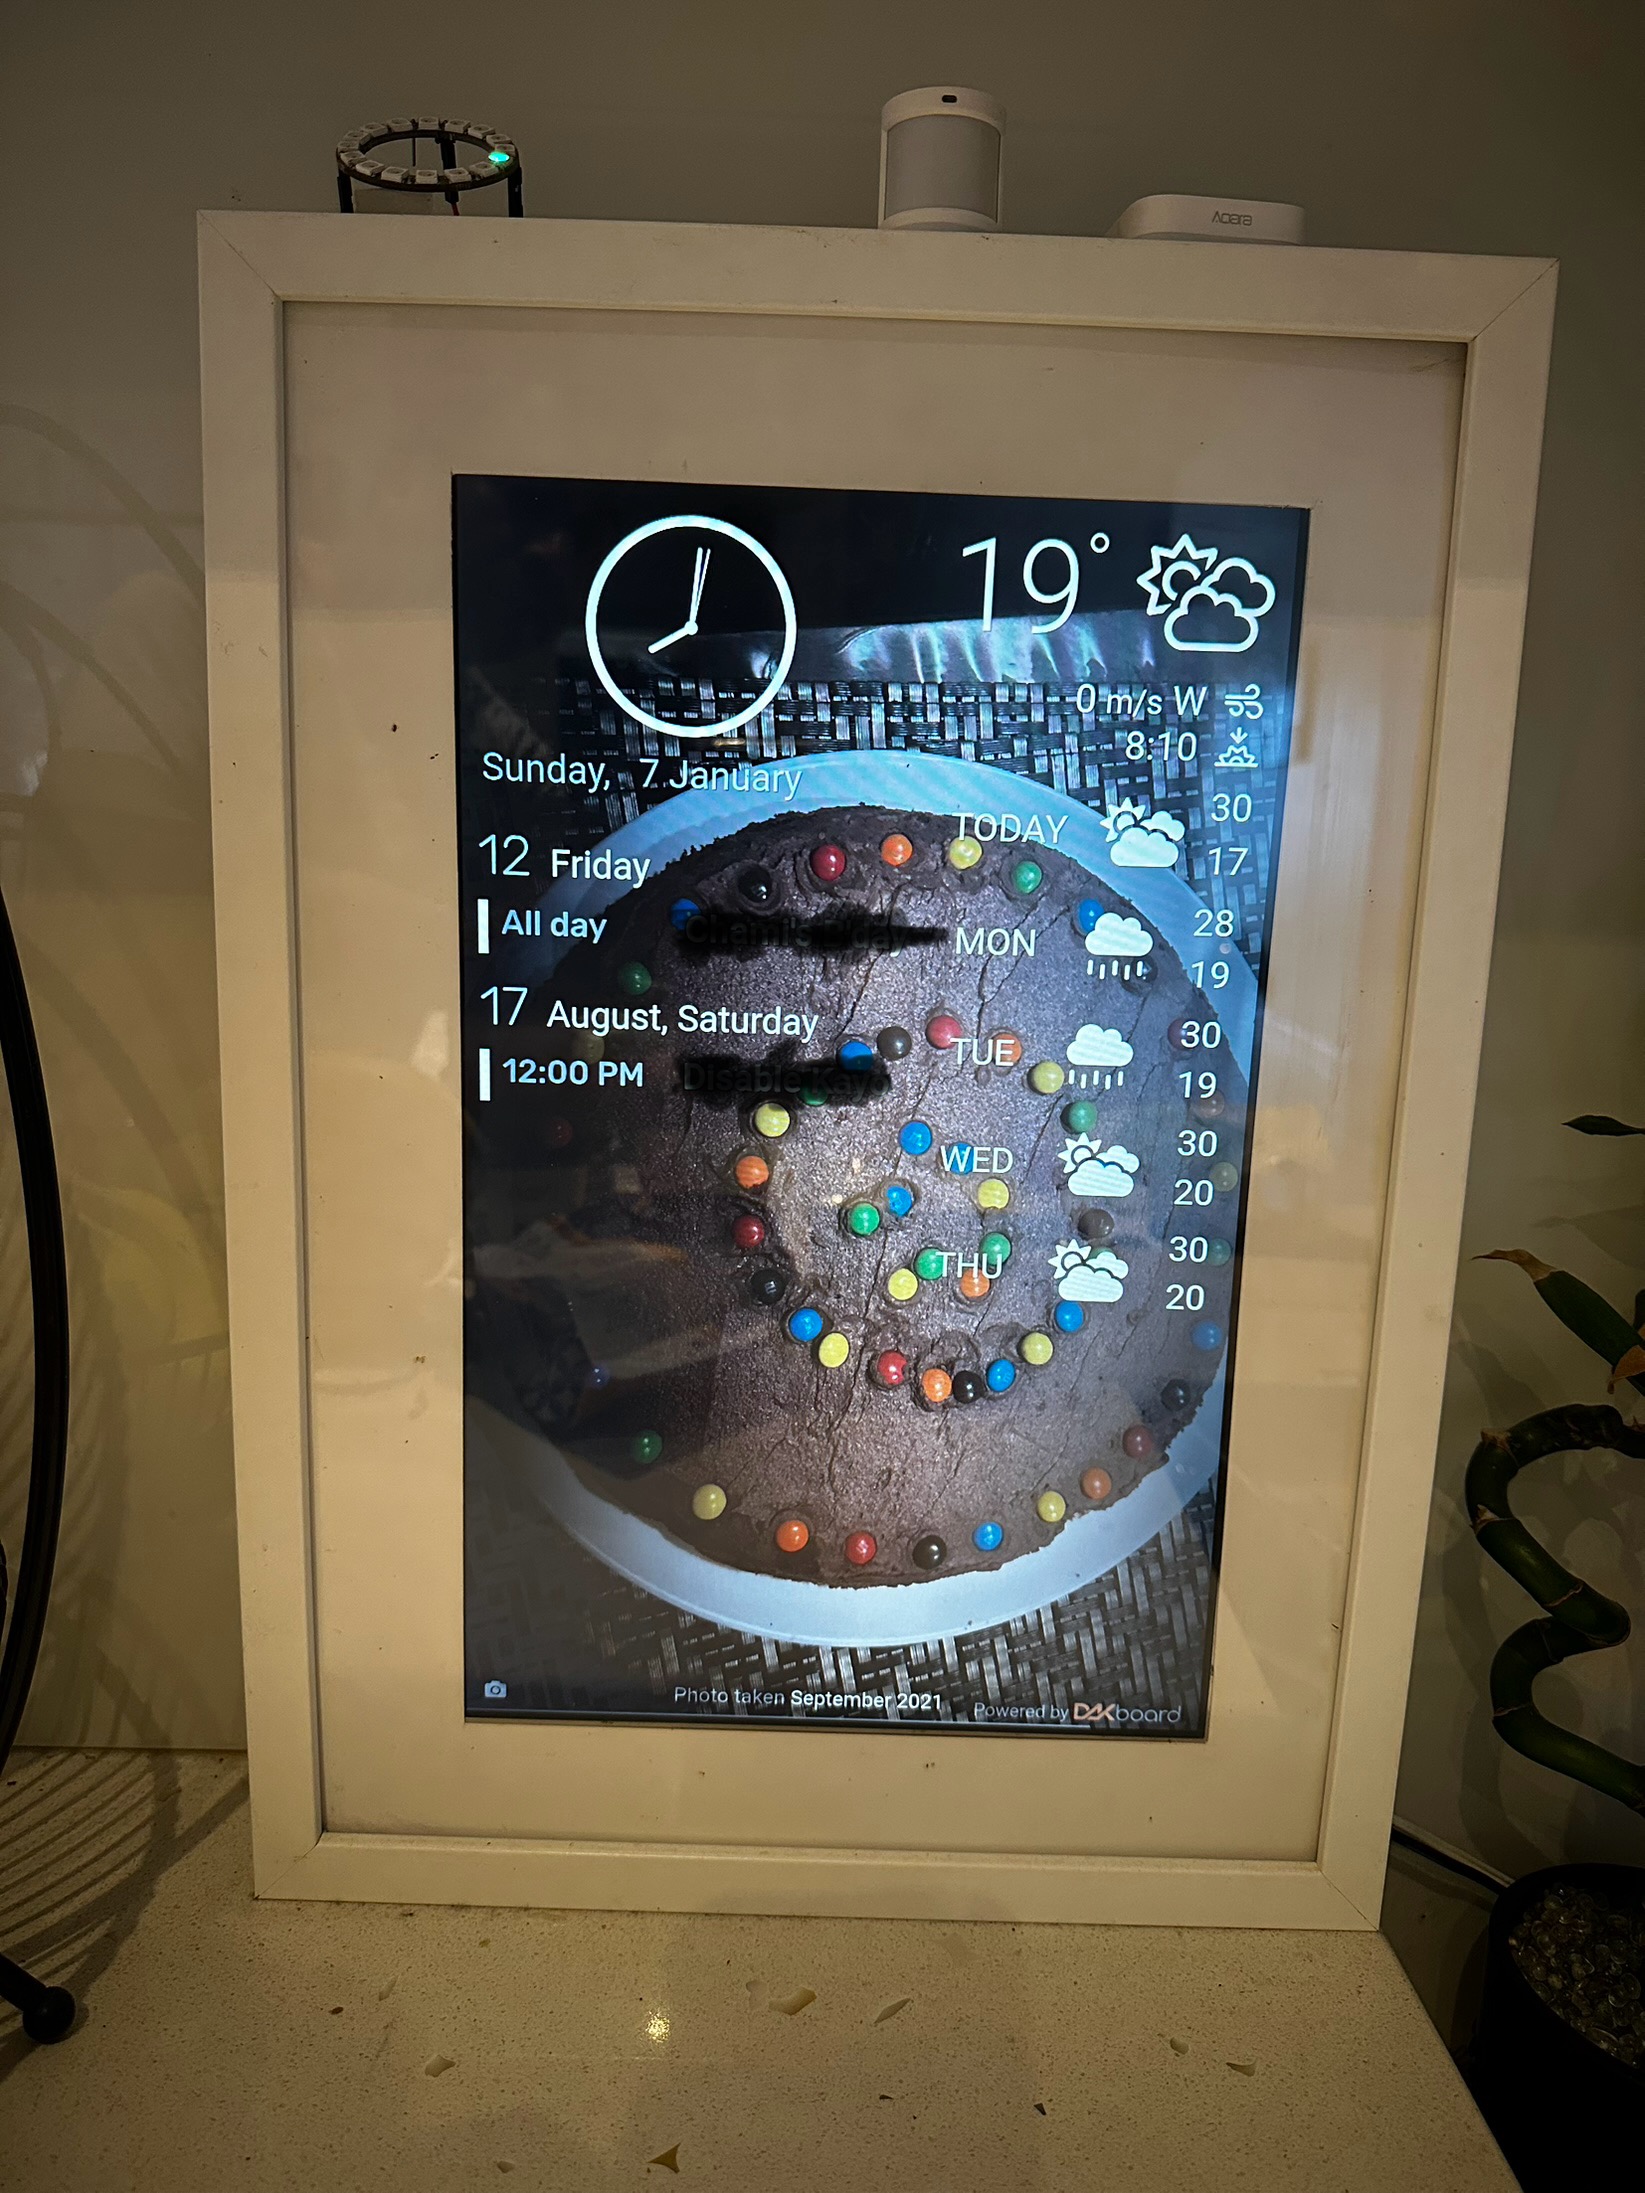 Aqara
19°
0 m/s W
8:10
Sunday, 7 January
12 Friday
All day
17 August, Saturday
12:00 PM
TODAY 30 17
MON 28 19
TUE 30 19
WED 30 20
THU 30 20
Photo taken September 2021
Powered by DAKboard